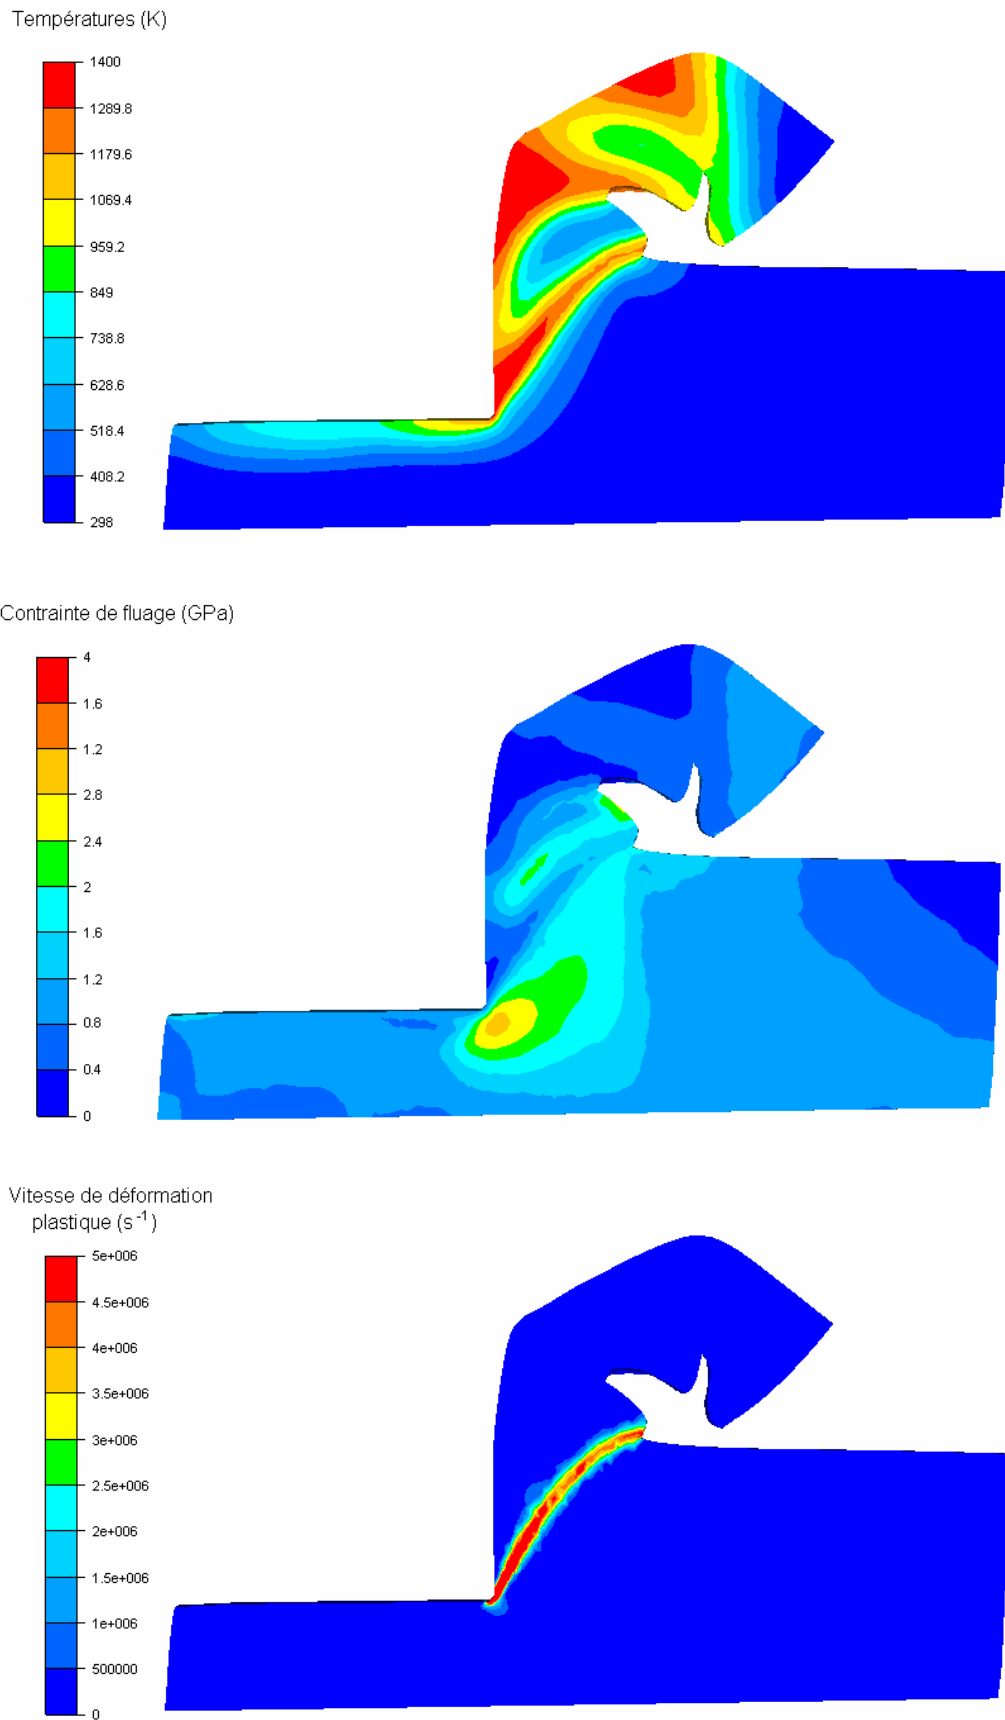 Températures (K)
1400
1289.8
1179.6
1069.4
959.2
849
738.8
628.6
518.4
408.2
298
Contrainte de fluage (GPa)
4
1.6
1.2
2.8
2.4
2
1.6
1.2
0.8
0.4
0
Vitesse de déformation
plastique (s⁻¹)
5e+006
4.5e+006
4e+006
3.5e+006
3e+006
2.5e+006
2e+006
1.5e+006
1e+006
500000
0